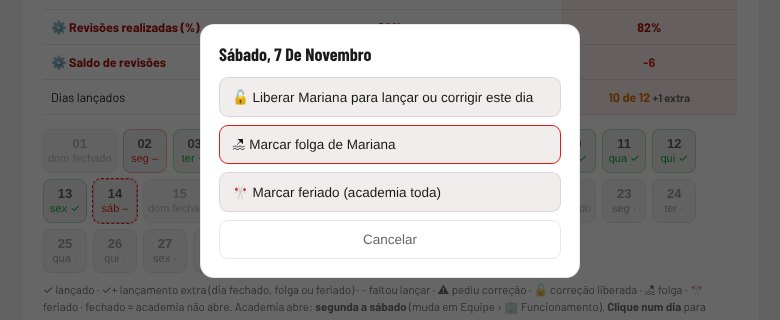 ⚙️ Revisões realizadas (%) 82%
Sábado, 7 De Novembro
⚙️ Saldo de revisões -6
🔓 Liberar Mariana para lançar ou corrigir este dia
Dias lançados 10 de 12 +1 extra
🏖 Marcar folga de Mariana
01 02 03 11 12
dom fechado seg – ter qua ✓ qui ✓
🎌 Marcar feriado (academia toda)
13 14 15 23 24
sex ✓ sáb – dom fecha seg · ter ·
Cancelar
25 26 27
qua · qui · sex ·
✓ lançado · ✓+ lançamento extra (dia fechado, folga ou feriado) · – faltou lançar · ⚠ pediu correção · 🔓 correção liberada · 🏖 folga · 🎌
feriado · fechado = academia não abre. Academia abre: segunda a sábado (muda em Equipe › 🏢 Funcionamento). Clique num dia para